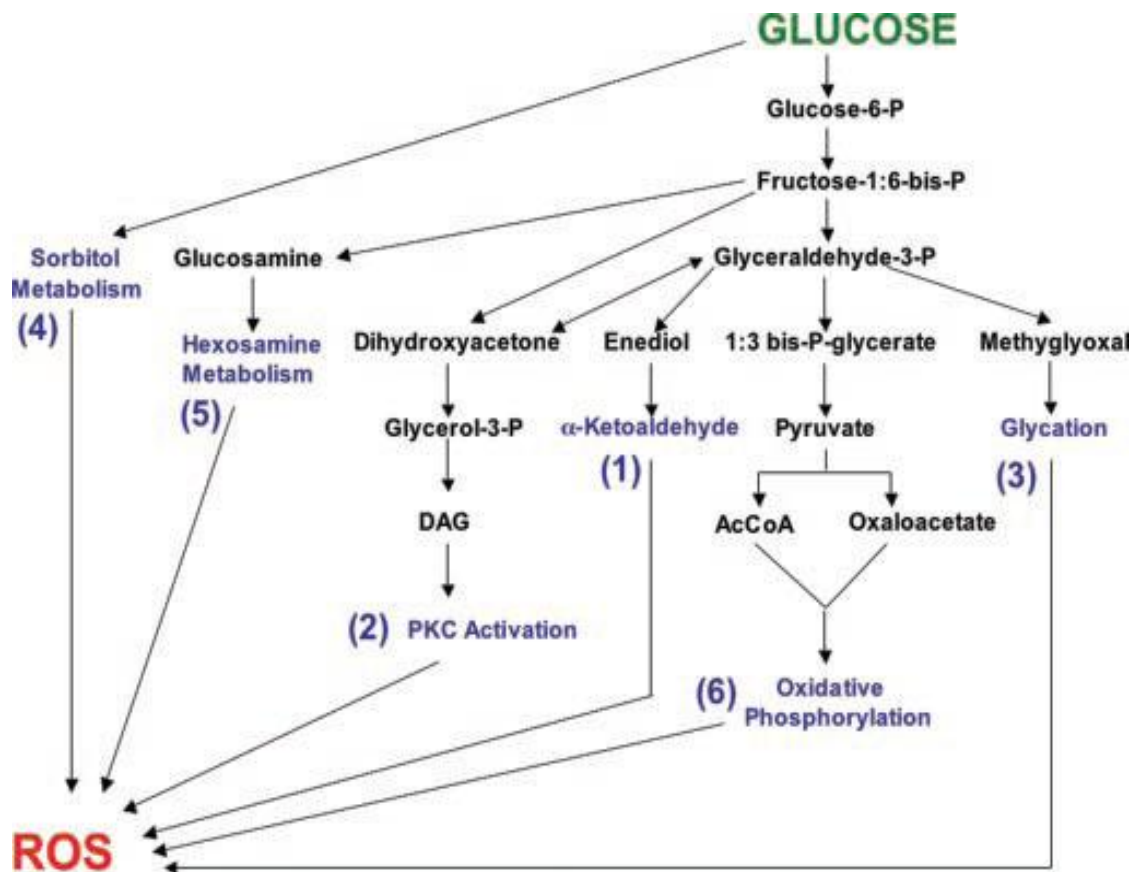 GLUCOSE
Glucose-6-P
Fructose-1:6-bis-P
Sorbitol
Metabolism
(4)
Glucosamine
Glyceraldehyde-3-P
Hexosamine
Metabolism
(5)
Dihydroxyacetone
Enediol
1:3 bis-P-glycerate
Methyglyoxal
Glycerol-3-P
α-Ketoaldehyde
(1)
Pyruvate
Glycation
(3)
DAG
AcCoA
Oxaloacetate
(2) PKC Activation
(6) Oxidative
Phosphorylation
ROS